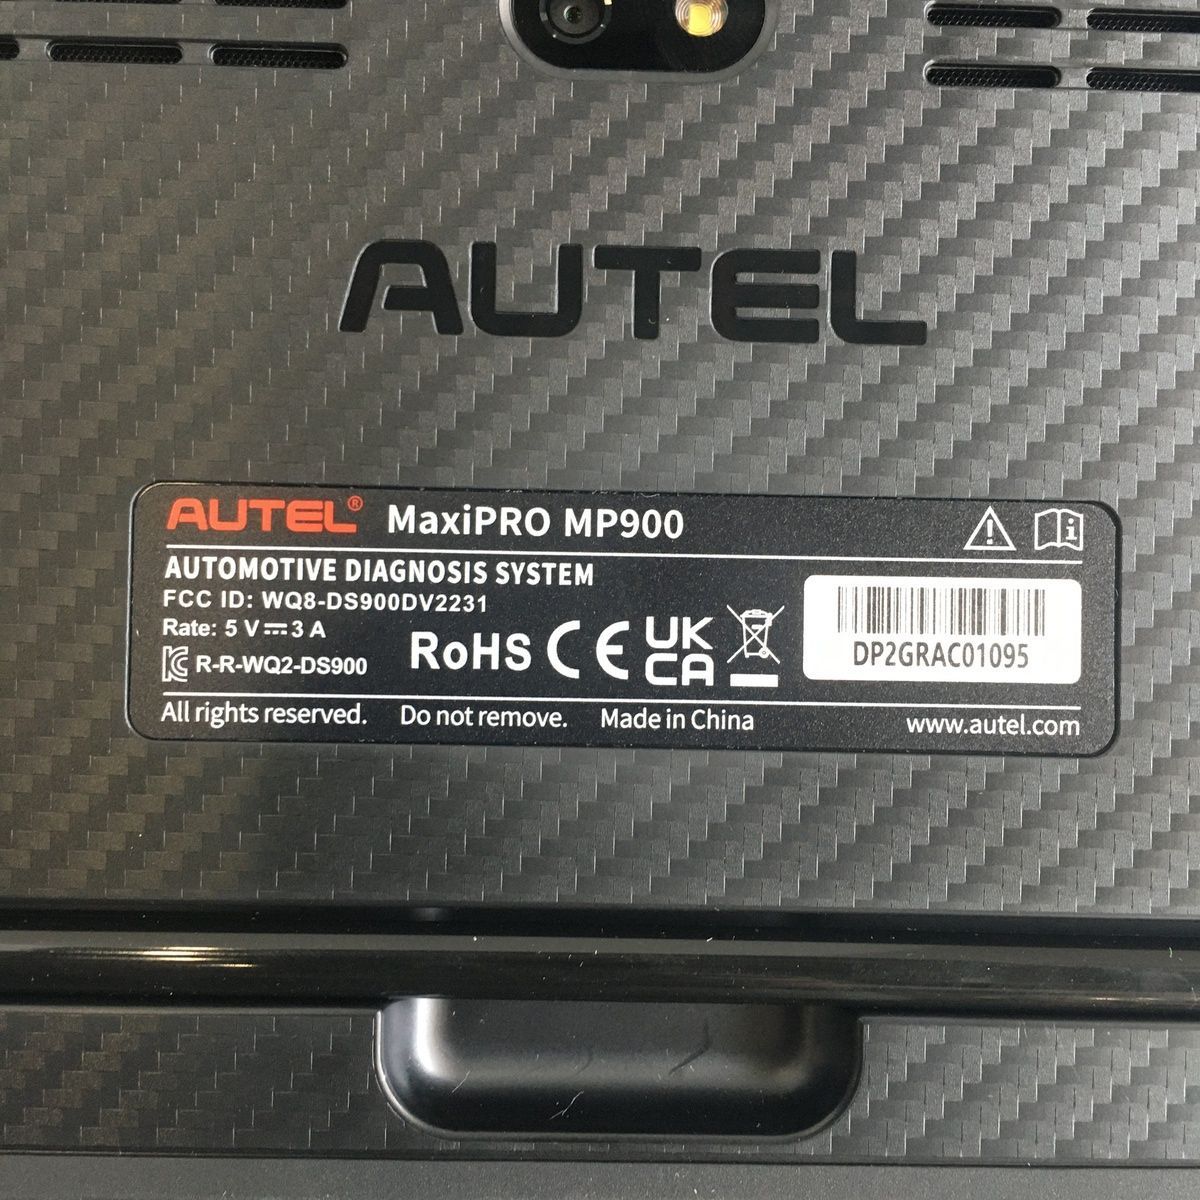 AUTEL
AUTEL® MaxiPRO MP900
AUTOMOTIVE DIAGNOSIS SYSTEM
FCC ID: WQ8-DS900DV2231
Rate: 5 V⎓3 A
R-R-WQ2-DS900
RoHS CE UK CA
DP2GRAC01095
All rights reserved. Do not remove. Made in China www.autel.com